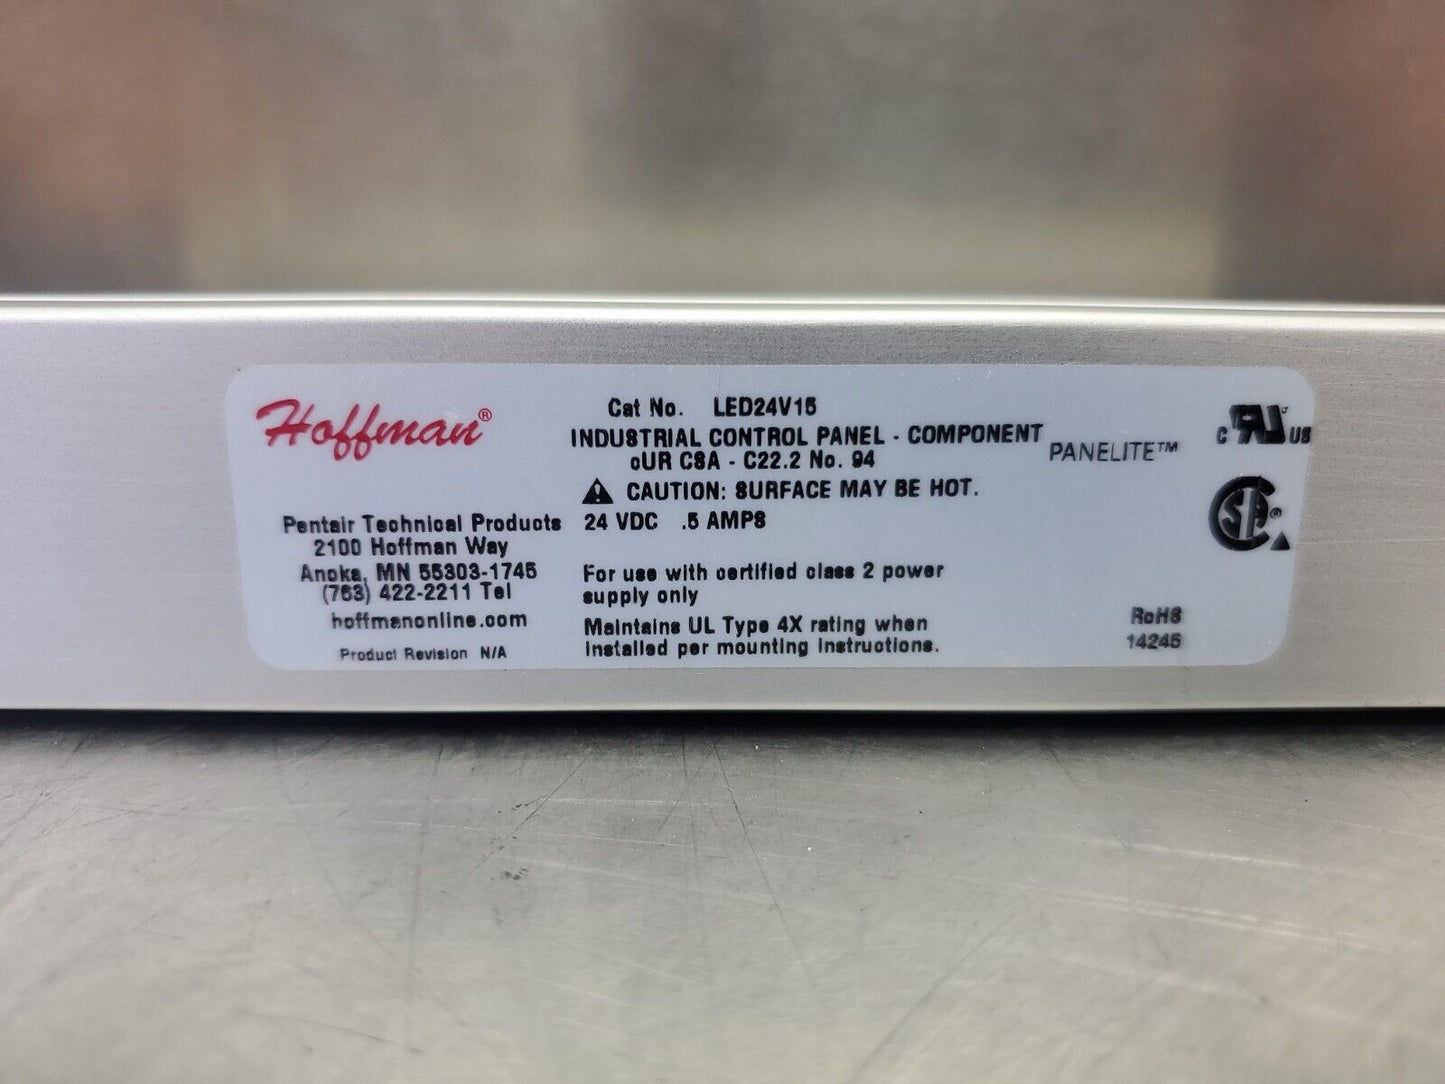 Hoffman®
Cat No. LED24V15
INDUSTRIAL CONTROL PANEL - COMPONENT
cUR CSA - C22.2 No. 94
PANELITE™
c UR US
CAUTION: SURFACE MAY BE HOT.
SA ®
Pentair Technical Products
2100 Hoffman Way
Anoka, MN 55303-1745
(763) 422-2211 Tel
hoffmanonline.com
Product Revision N/A
24 VDC .5 AMPS
For use with certified class 2 power
supply only
Maintains UL Type 4X rating when
installed per mounting instructions.
RoHS
14245